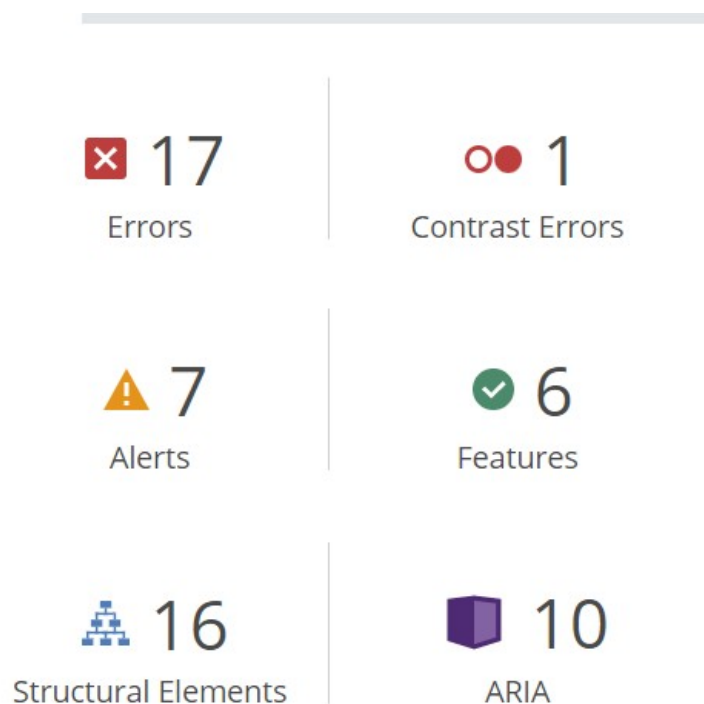 17 1
Errors Contrast Errors
7 6
Alerts Features
16 10
Structural Elements ARIA